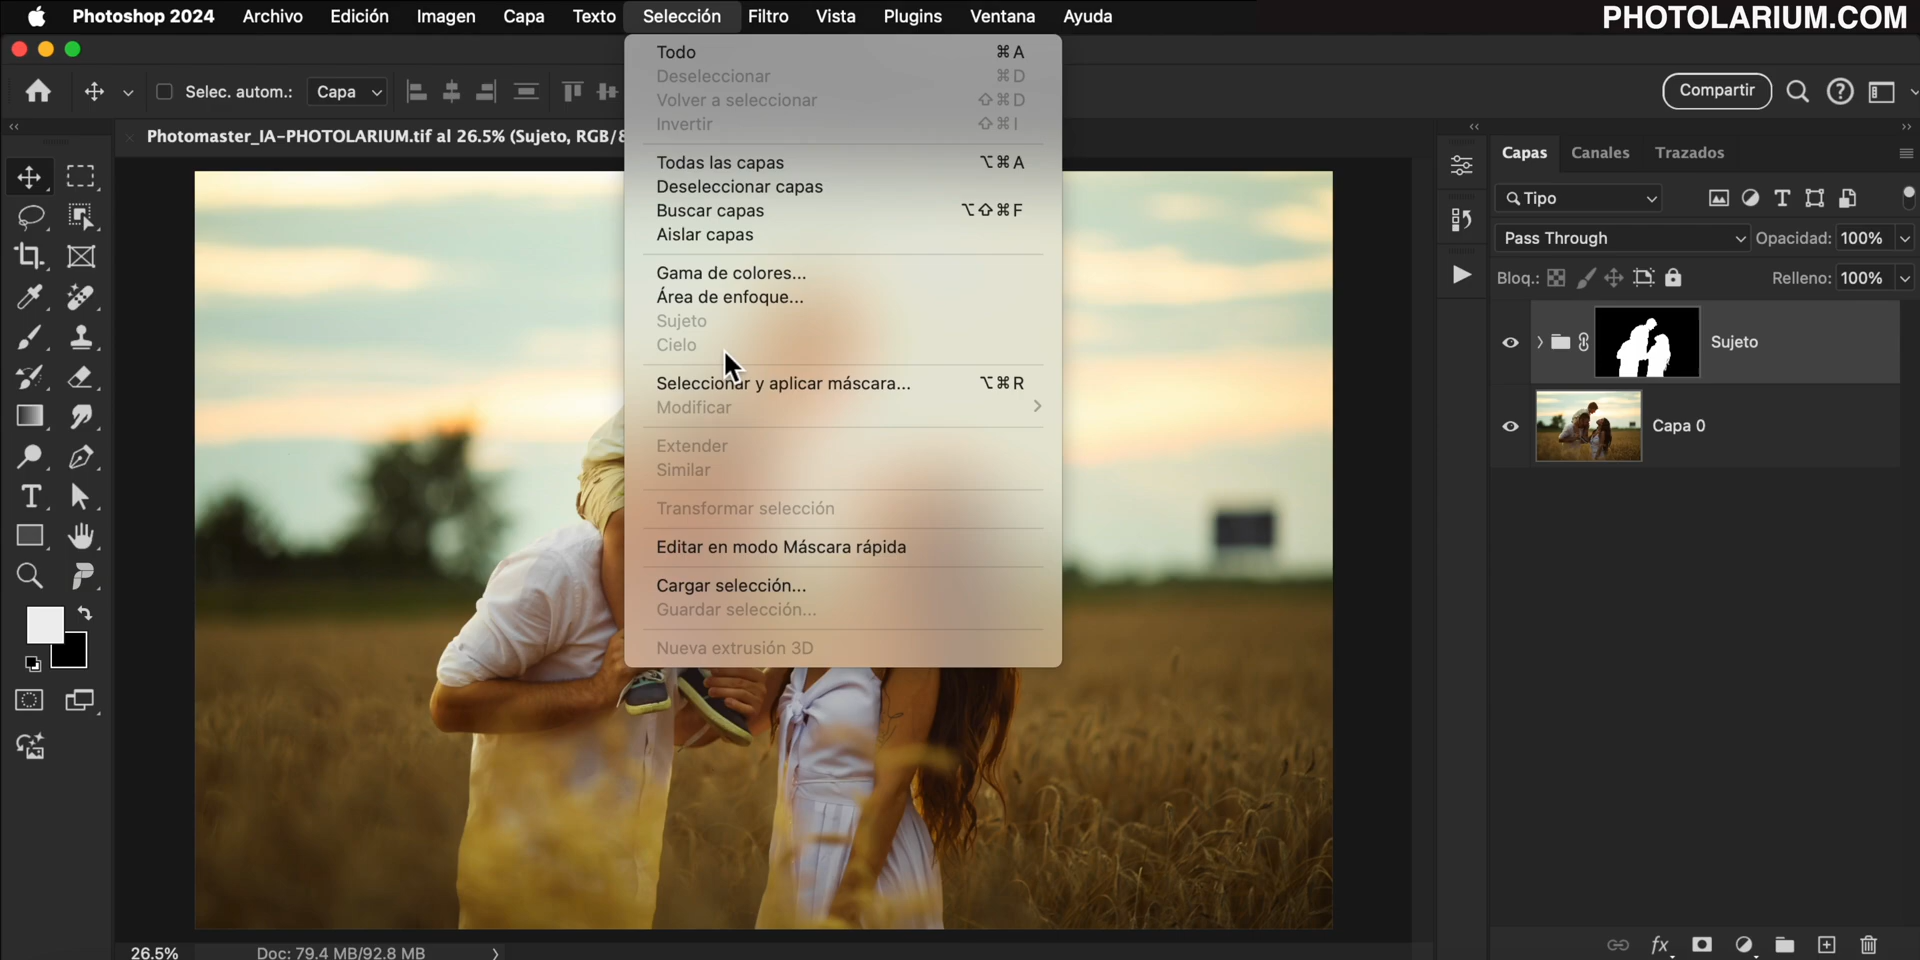 Photoshop 2024 Archivo Edición Imagen Capa Texto Selección Filtro Vista Plugins Ventana Ayuda
PHOTOLARIUM.COM
Selec. autom.: Capa
Compartir
Photomaster_IA-PHOTOLARIUM.tif al 26.5% (Sujeto, RGB/8
Todo ⌘A
Deseleccionar ⌘D
Volver a seleccionar ⇧⌘D
Invertir ⇧⌘I
Todas las capas ⌥⌘A
Deseleccionar capas
Buscar capas ⌥⇧⌘F
Aislar capas
Gama de colores...
Área de enfoque...
Sujeto
Cielo
Seleccionar y aplicar máscara... ⌥⌘R
Modificar
Extender
Similar
Transformar selección
Editar en modo Máscara rápida
Cargar selección...
Guardar selección...
Nueva extrusión 3D
Capas Canales Trazados
Tipo
Pass Through Opacidad: 100%
Bloq.: Relleno: 100%
Sujeto
Capa 0
fx
26.5% Doc: 79.4 MB/92.8 MB